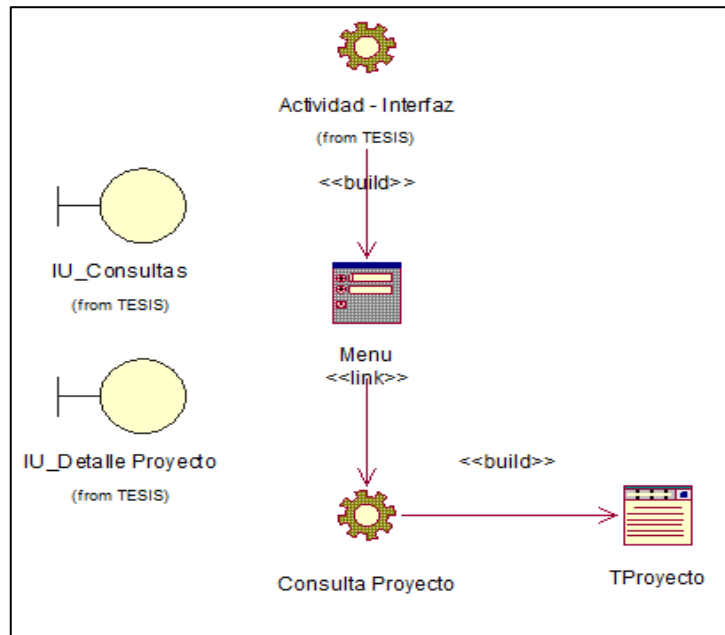 Actividad - Interfaz
(from TESIS)
<<build>>
IU_Consultas
(from TESIS)
Menu
<<link>>
IU_Detalle Proyecto
(from TESIS)
<<build>>
Consulta Proyecto
TProyecto